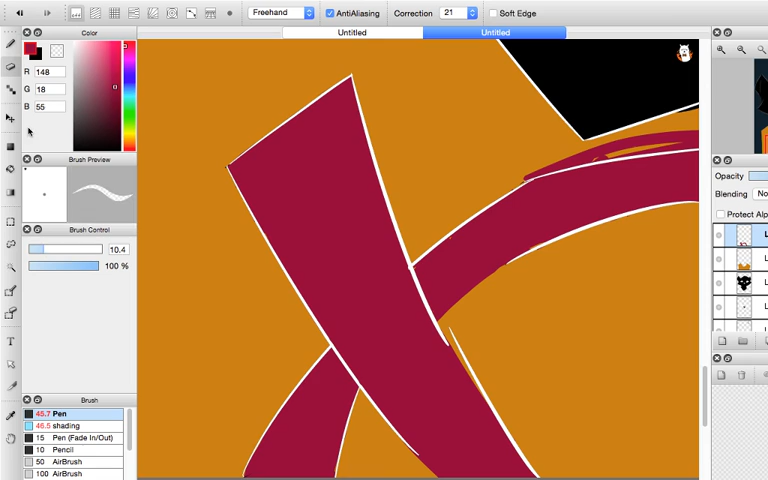 Freehand
AntiAliasing
Correction
21
Soft Edge
Color
Untitled
Untitled
R
148
G
18
B
55
Brush Preview
Brush Control
10.4
100 %
Opacity
Blending
No
Protect Alp
L
L
L
L
L
Brush
45.7 Pen
46.5 shading
15 Pen (Fade In/Out)
10 Pencil
50 AirBrush
100 AirBrush
T